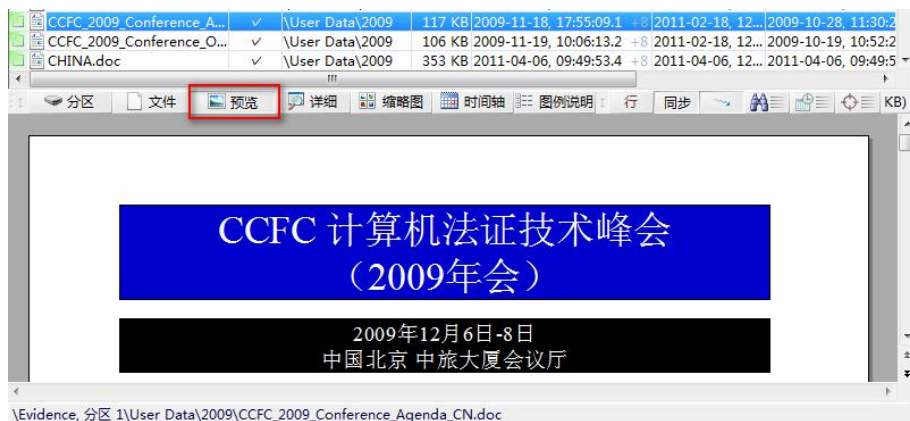 CCFC_2009_Conference_A... \User Data\2009 117 KB 2009-11-18, 17:55:09.1 +8 2011-02-18, 12... 2009-10-28, 11:30:2
CCFC_2009_Conference_O... \User Data\2009 106 KB 2009-11-19, 10:06:13.2 +8 2011-02-18, 12... 2009-10-19, 10:52:2
CHINA.doc \User Data\2009 353 KB 2011-04-06, 09:49:53.4 +8 2011-04-06, 12... 2011-04-06, 09:49:5
分区 文件 预览 详细 缩略图 时间轴 图例说明 行 同步 KB)
CCFC 计算机法证技术峰会
（2009年会）
2009年12月6日-8日
中国北京 中旅大厦会议厅
\Evidence, 分区 1\User Data\2009\CCFC_2009_Conference_Agenda_CN.doc